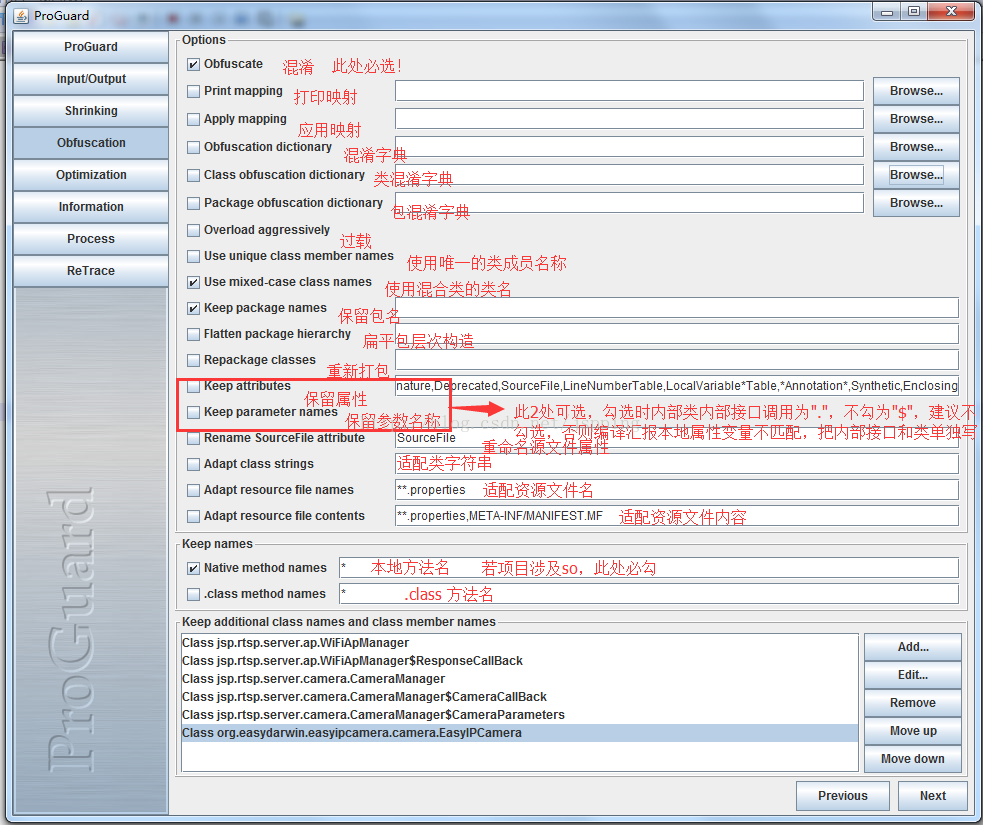 ProGuard
ProGuard
Input/Output
Shrinking
Obfuscation
Optimization
Information
Process
ReTrace
ProGuard
Options
Obfuscate 混淆 此处必选！
Print mapping 打印映射 Browse...
Apply mapping 应用映射 Browse...
Obfuscation dictionary 混淆字典 Browse...
Class obfuscation dictionary 类混淆字典 Browse...
Package obfuscation dictionary 包混淆字典 Browse...
Overload aggressively 过载
Use unique class member names 使用唯一的类成员名称
Use mixed-case class names 使用混合类的类名
Keep package names 保留包名
Flatten package hierarchy 扁平包层次构造
Repackage classes 重新打包
Keep attributes nature,Deprecated,SourceFile,LineNumberTable,LocalVariable*Table,*Annotation*,Synthetic,Enclosing
保留属性
Keep parameter names 保留参数名称
此2处可选，勾选时内部类内部接口调用为"."，不勾为"$"，建议不
勾选，否则编译汇报本地属性变量不匹配，把内部接口和类单独写
Rename SourceFile attribute SourceFile 重命名源文件属性
Adapt class strings 适配类字符串
Adapt resource file names **.properties 适配资源文件名
Adapt resource file contents **.properties,META-INF/MANIFEST.MF 适配资源文件内容
Keep names
Native method names * 本地方法名 若项目涉及so，此处必勾
.class method names * .class 方法名
Keep additional class names and class member names
Class jsp.rtsp.server.ap.WiFiApManager
Class jsp.rtsp.server.ap.WiFiApManager$ResponseCallBack
Class jsp.rtsp.server.camera.CameraManager
Class jsp.rtsp.server.camera.CameraManager$CameraCallBack
Class jsp.rtsp.server.camera.CameraManager$CameraParameters
Class org.easydarwin.easyipcamera.camera.EasyIPCamera
Add...
Edit...
Remove
Move up
Move down
Previous
Next